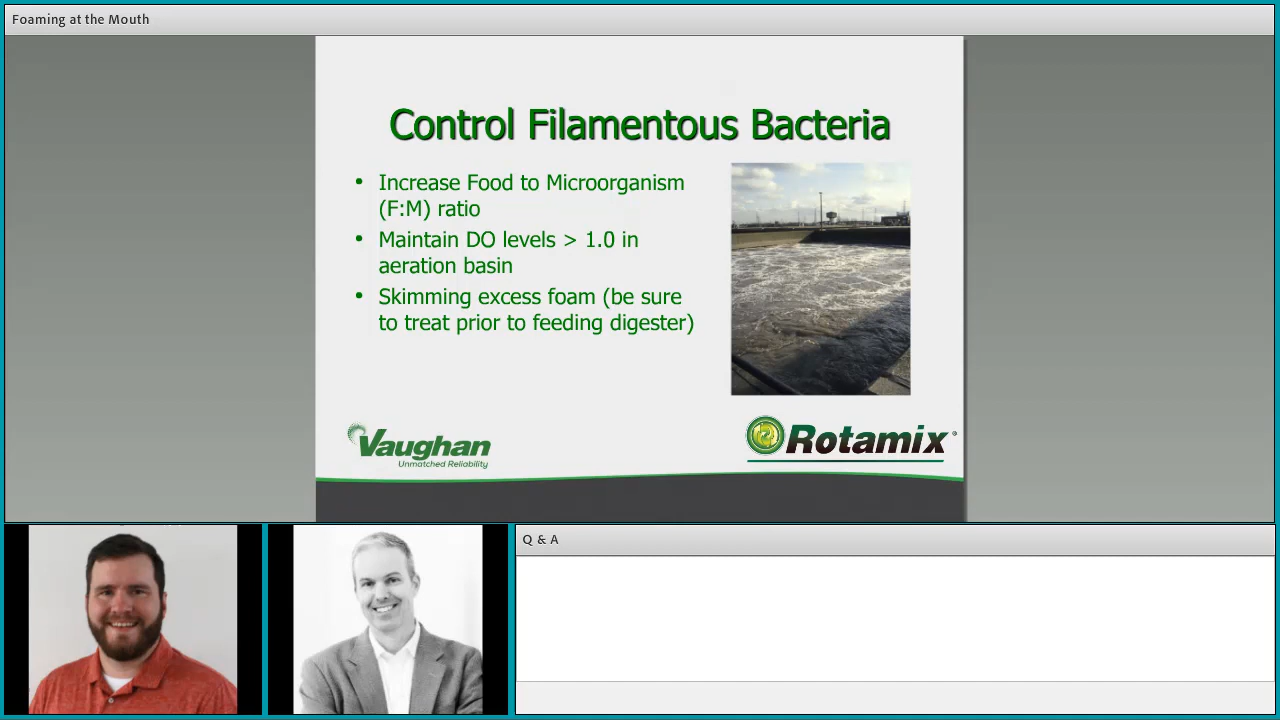 Foaming at the Mouth
Control Filamentous Bacteria
• Increase Food to Microorganism
(F:M) ratio
• Maintain DO levels > 1.0 in
aeration basin
• Skimming excess foam (be sure
to treat prior to feeding digester)
Vaughan
Unmatched Reliability
Rotamix®
Q & A